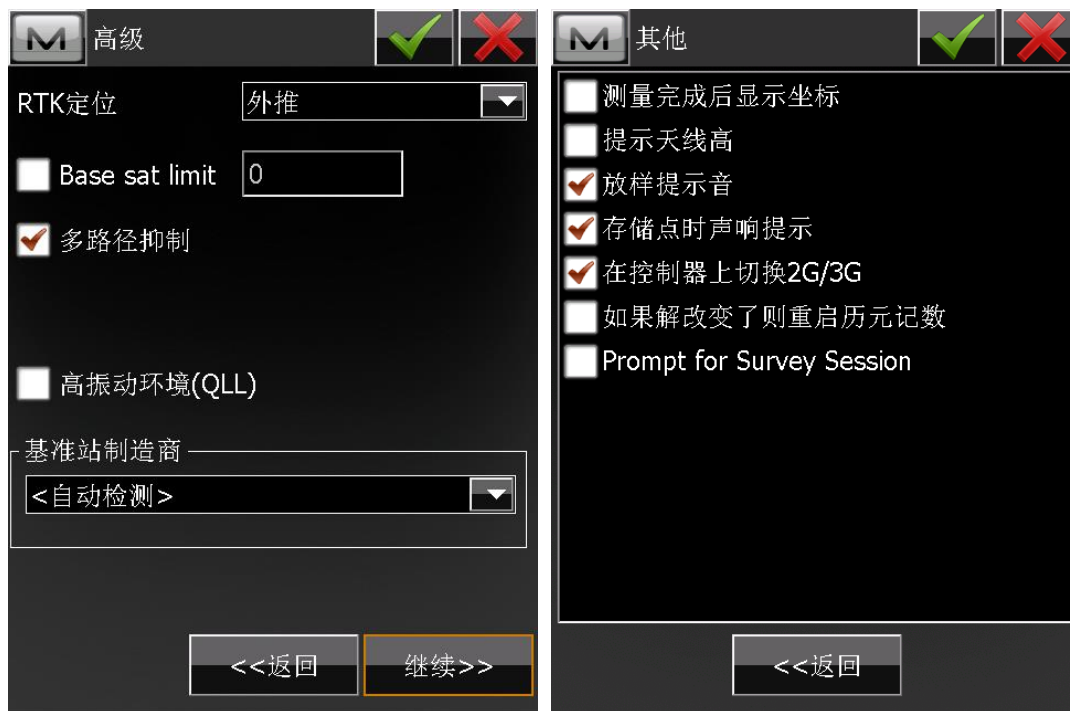 高级
RTK定位 外推
Base sat limit 0
多路径抑制
高振动环境(QLL)
基准站制造商
<自动检测>
<<返回 继续>>
其他
测量完成后显示坐标
提示天线高
放样提示音
存储点时声响提示
在控制器上切换2G/3G
如果解改变了则重启历元记数
Prompt for Survey Session
<<返回